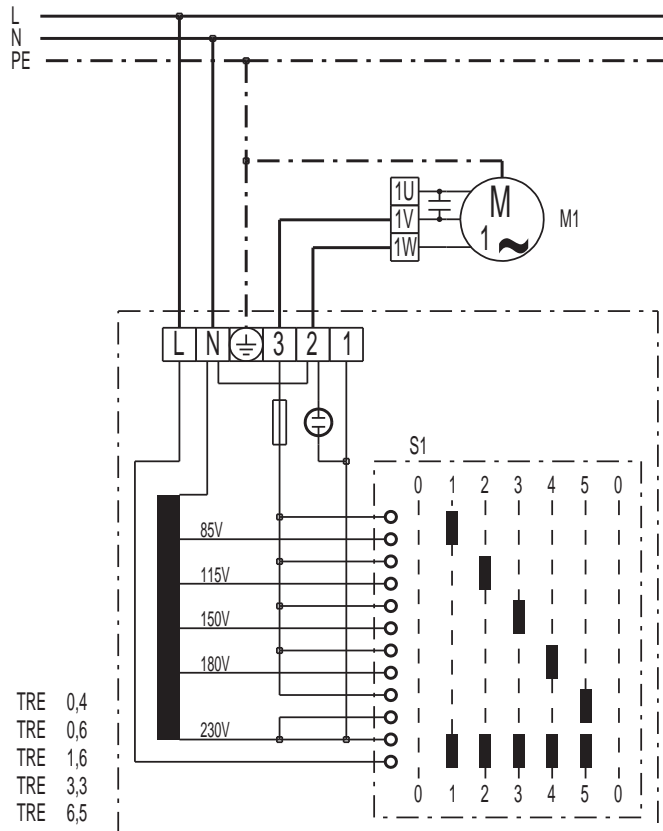 L
N
PE
1U
1V
1W
M
1
M1
L N 3 2 1
S1
0 1 2 3 4 5 0
85V
115V
150V
180V
230V
0 1 2 3 4 5 0
TRE 0,4
TRE 0,6
TRE 1,6
TRE 3,3
TRE 6,5